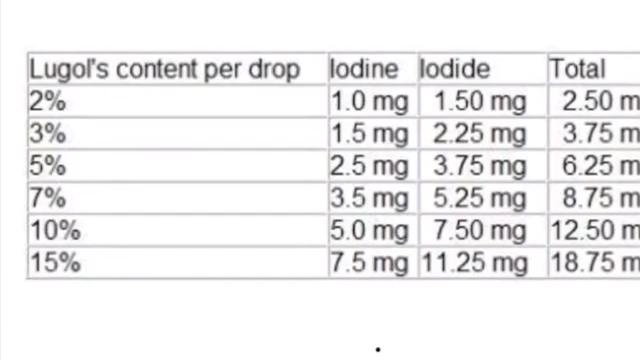 Lugol's content per drop Iodine Iodide Total
2% 1.0 mg 1.50 mg 2.50 m
3% 1.5 mg 2.25 mg 3.75 m
5% 2.5 mg 3.75 mg 6.25 m
7% 3.5 mg 5.25 mg 8.75 m
10% 5.0 mg 7.50 mg 12.50 m
15% 7.5 mg 11.25 mg 18.75 m